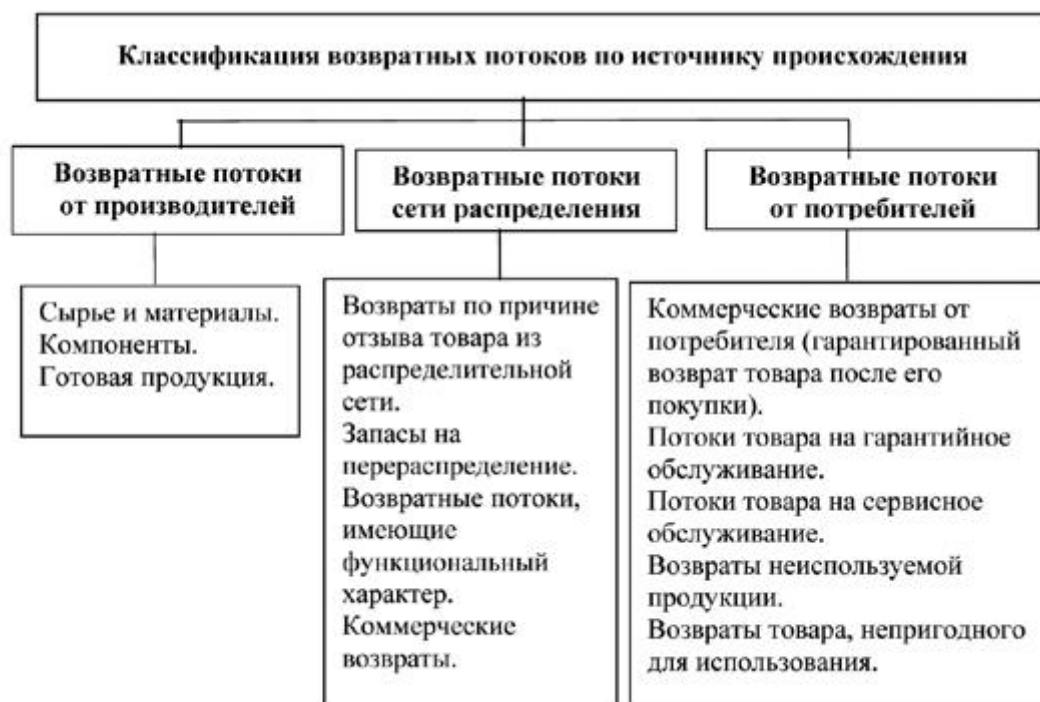 Классификация возвратных потоков по источнику происхождения
Возвратные потоки
от производителей
Возвратные потоки
сети распределения
Возвратные потоки
от потребителей
Сырье и материалы.
Компоненты.
Готовая продукция.
Возвраты по причине
отзыва товара из
распределительной
сети.
Запасы на
перераспределение.
Возвратные потоки,
имеющие
функциональный
характер.
Коммерческие
возвраты.
Коммерческие возвраты от
потребителя (гарантированный
возврат товара после его
покупки).
Потоки товара на гарантийное
обслуживание.
Потоки товара на сервисное
обслуживание.
Возвраты неиспользуемой
продукции.
Возвраты товара, непригодного
для использования.